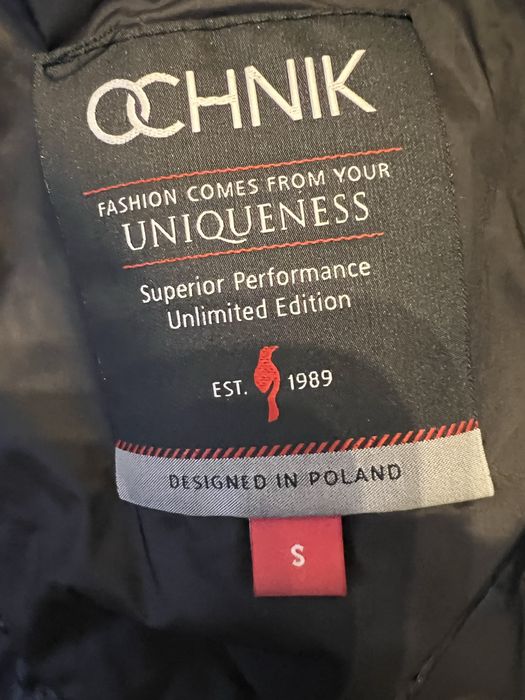 OCHNIK
FASHION COMES FROM YOUR
UNIQUENESS
Superior Performance
Unlimited Edition
EST. 1989
DESIGNED IN POLAND
S